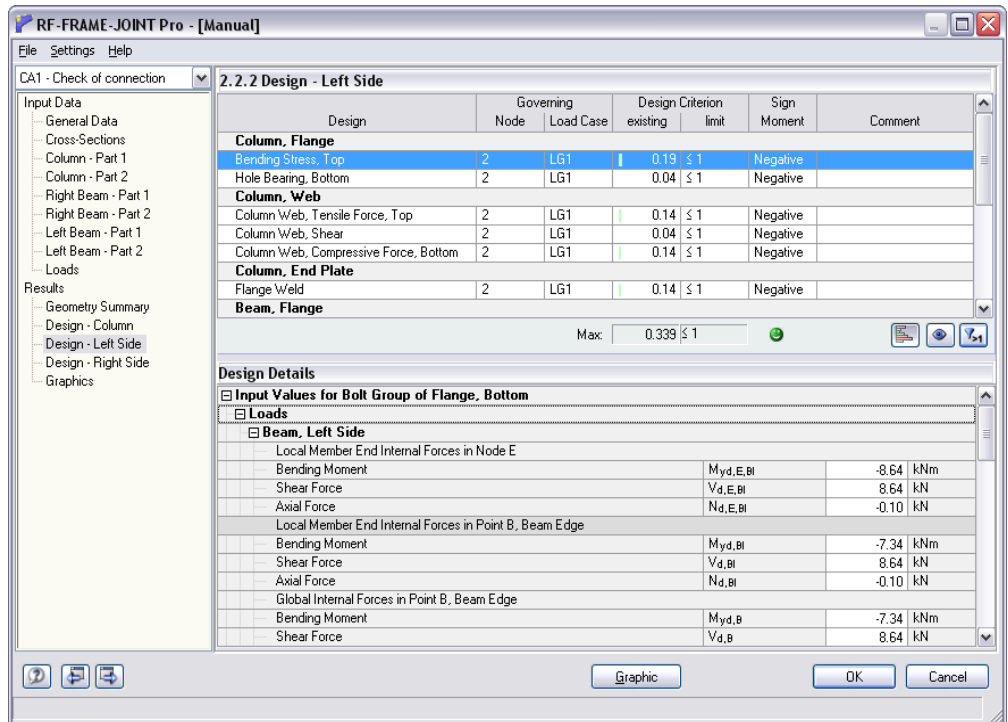 RF-FRAME-JOINT Pro - [Manual]
File Settings Help
CA1 - Check of connection
Input Data
General Data
Cross-Sections
Column - Part 1
Column - Part 2
Right Beam - Part 1
Right Beam - Part 2
Left Beam - Part 1
Left Beam - Part 2
Loads
Results
Geometry Summary
Design - Column
Design - Left Side
Design - Right Side
Graphics
2.2.2 Design - Left Side
Governing Design Criterion Sign
Design Node Load Case existing limit Moment Comment
Column, Flange
Bending Stress, Top 2 LG1 0.19 ≤ 1 Negative
Hole Bearing, Bottom 2 LG1 0.04 ≤ 1 Negative
Column, Web
Column Web, Tensile Force, Top 2 LG1 0.14 ≤ 1 Negative
Column Web, Shear 2 LG1 0.04 ≤ 1 Negative
Column Web, Compressive Force, Bottom 2 LG1 0.14 ≤ 1 Negative
Column, End Plate
Flange Weld 2 LG1 0.14 ≤ 1 Negative
Beam, Flange
Max: 0.339 ≤ 1
>1
Design Details
Input Values for Bolt Group of Flange, Bottom
Loads
Beam, Left Side
Local Member End Internal Forces in Node E
Bending Moment Myd,E,Bl -8.64 kNm
Shear Force Vd,E,Bl 8.64 kN
Axial Force Nd,E,Bl -0.10 kN
Local Member End Internal Forces in Point B, Beam Edge
Bending Moment Myd,Bl -7.34 kNm
Shear Force Vd,Bl 8.64 kN
Axial Force Nd,Bl -0.10 kN
Global Internal Forces in Point B, Beam Edge
Bending Moment Myd,B -7.34 kNm
Shear Force Vd,B 8.64 kN
Graphic OK Cancel